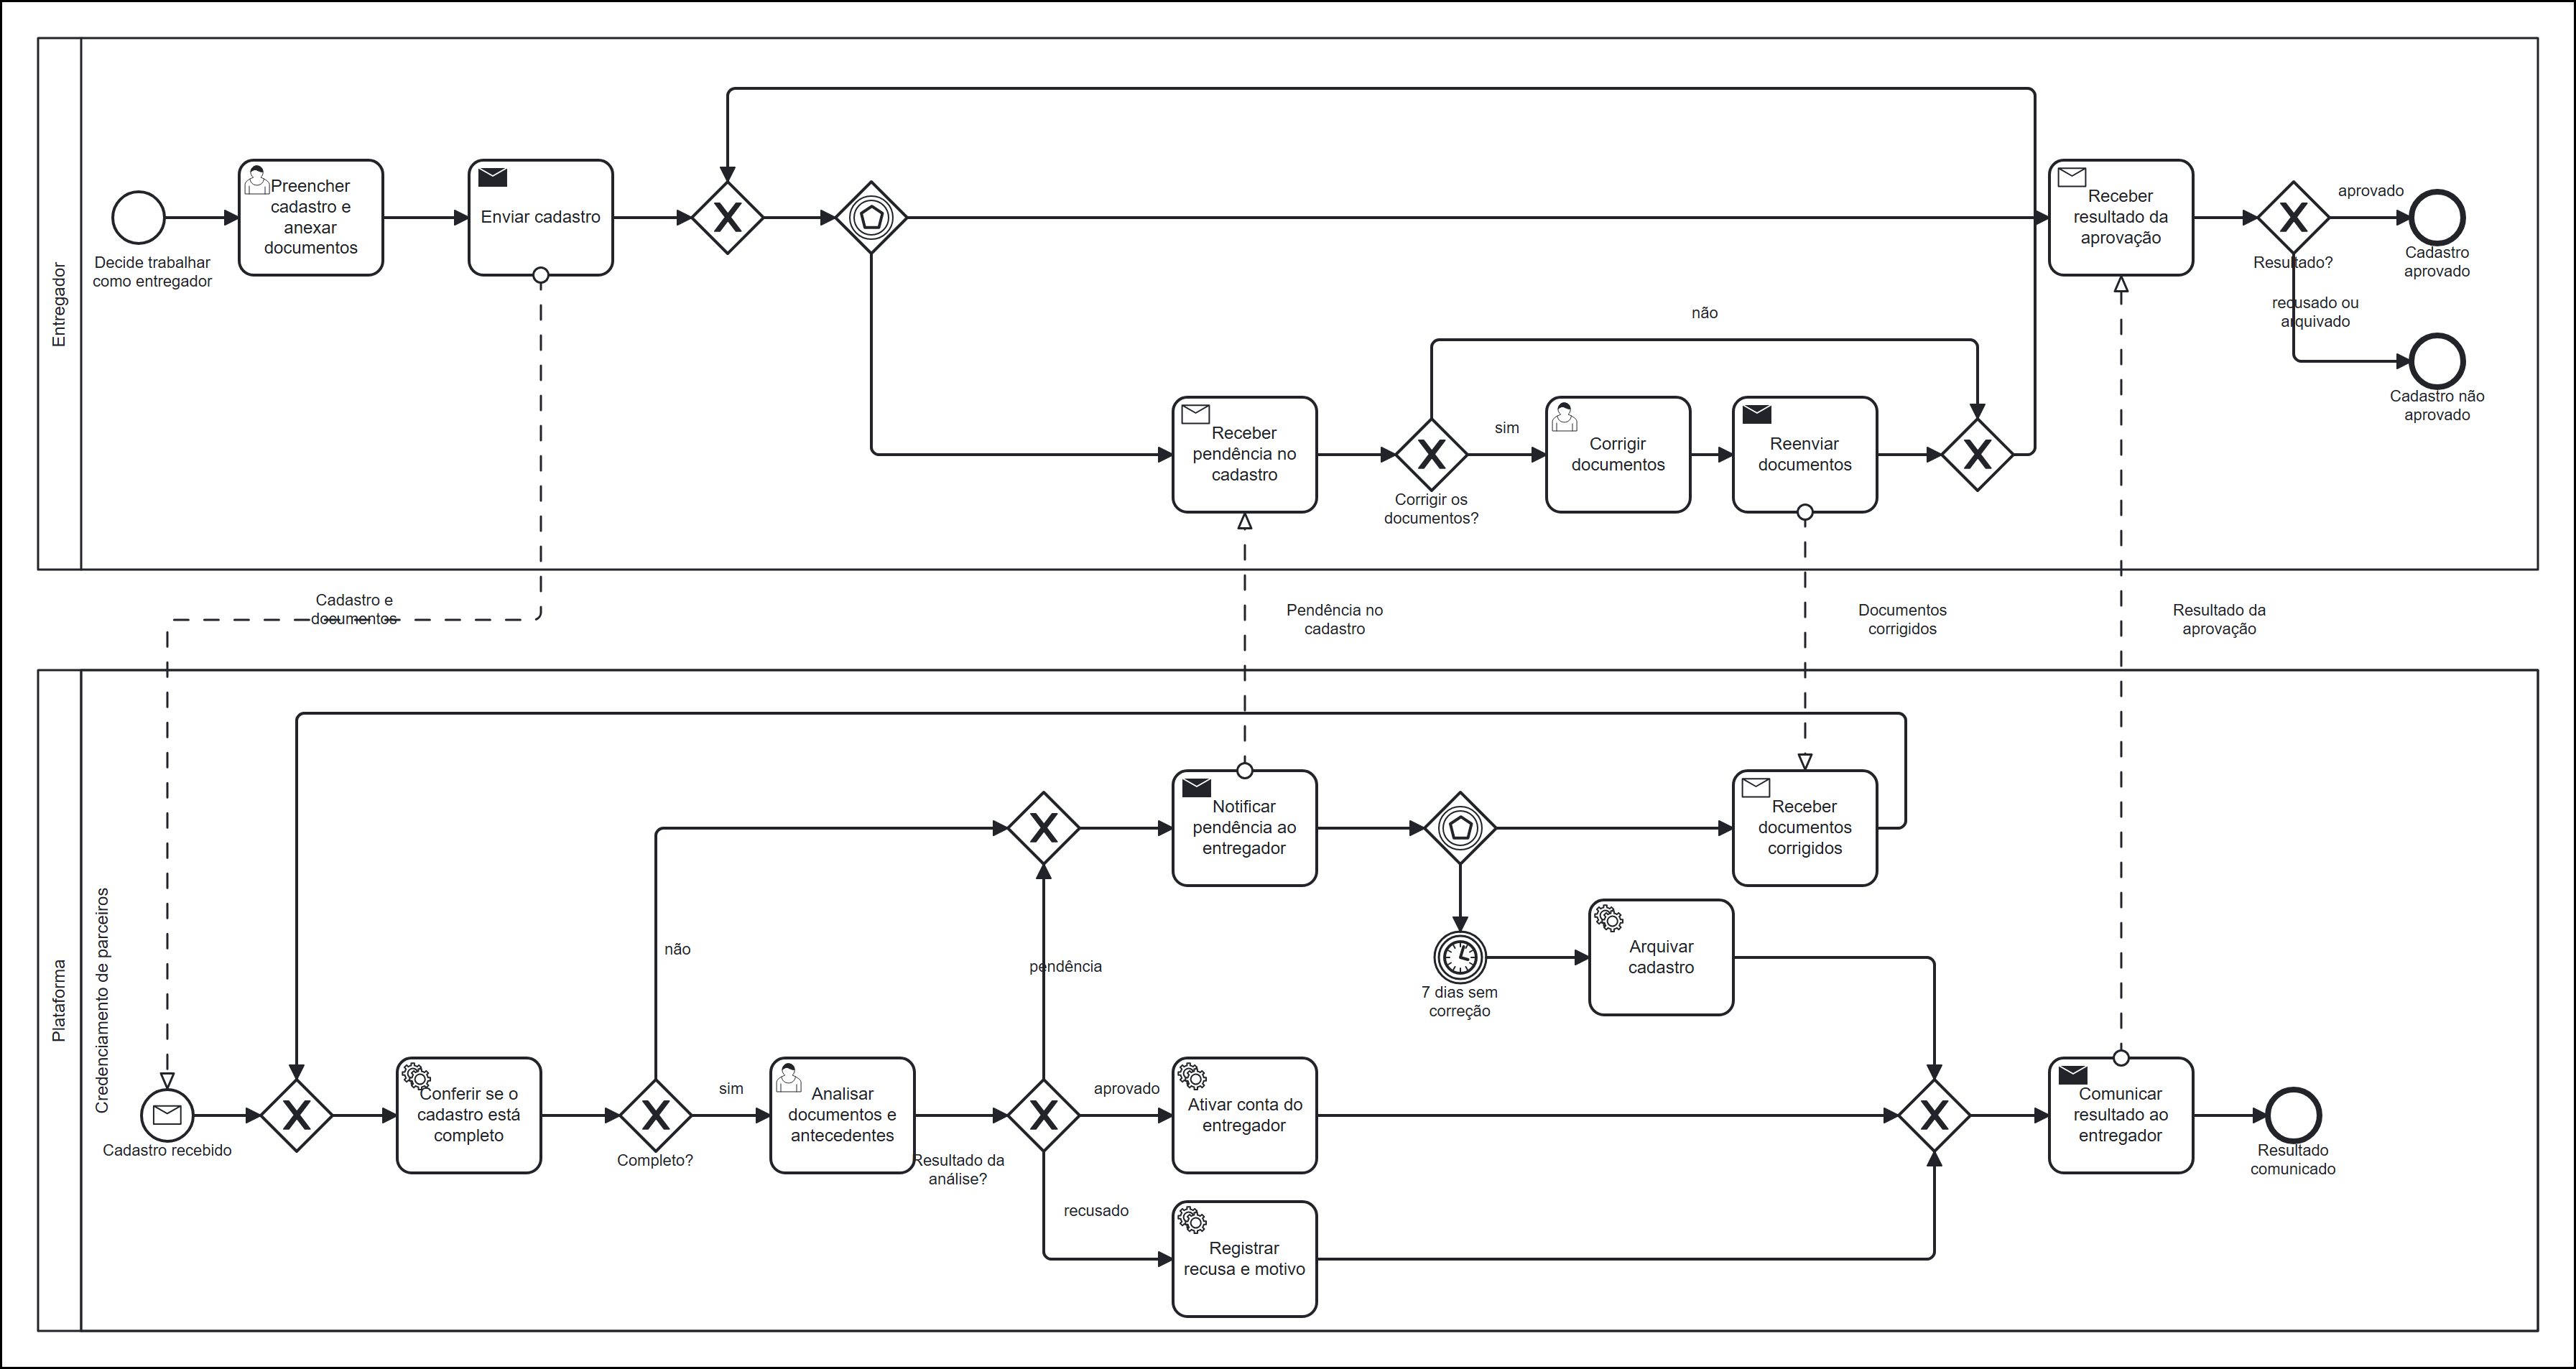 Entregador
Decide trabalhar
como entregador
Preencher
cadastro e
anexar
documentos
Enviar cadastro
Receber
resultado da
aprovação
Resultado?
aprovado
Cadastro
aprovado
recusado ou
arquivado
Cadastro não
aprovado
não
Receber
pendência no
cadastro
Corrigir os
documentos?
sim
Corrigir
documentos
Reenviar
documentos
Cadastro e
documentos
Pendência no
cadastro
Documentos
corrigidos
Resultado da
aprovação
Plataforma
Credenciamento de parceiros
Notificar
pendência ao
entregador
Receber
documentos
corrigidos
não
pendência
7 dias sem
correção
Arquivar
cadastro
Cadastro recebido
Conferir se o
cadastro está
completo
Completo?
sim
Analisar
documentos e
antecedentes
Resultado da
análise?
aprovado
Ativar conta do
entregador
recusado
Registrar
recusa e motivo
Comunicar
resultado ao
entregador
Resultado
comunicado